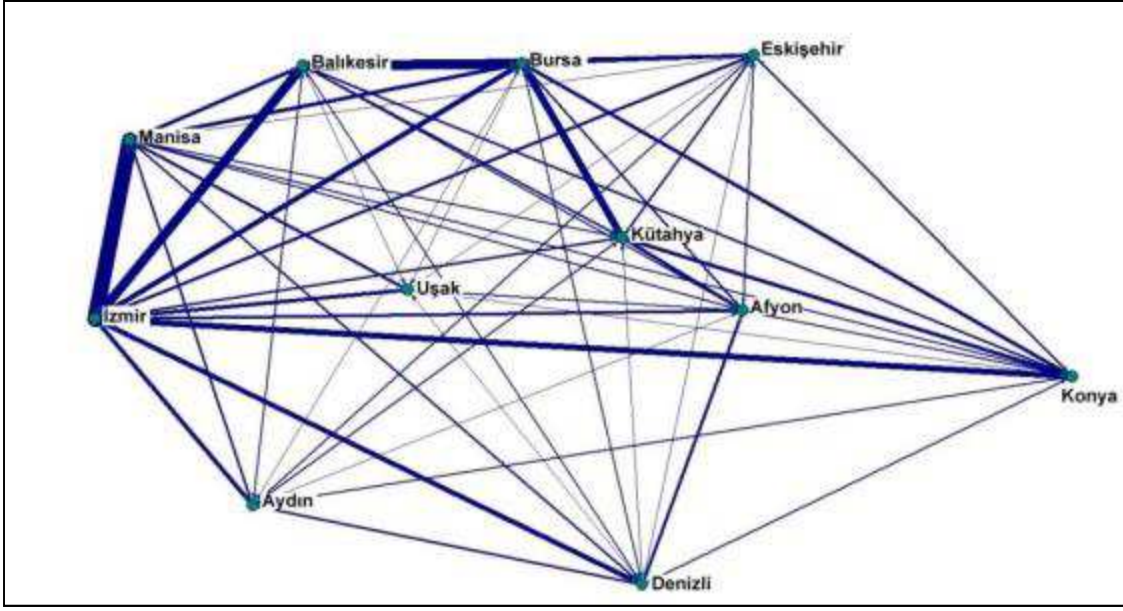 Eskişehir
Balıkesir
Bursa
Manisa
Kütahya
Uşak
Afyon
İzmir
Konya
Aydın
Denizli